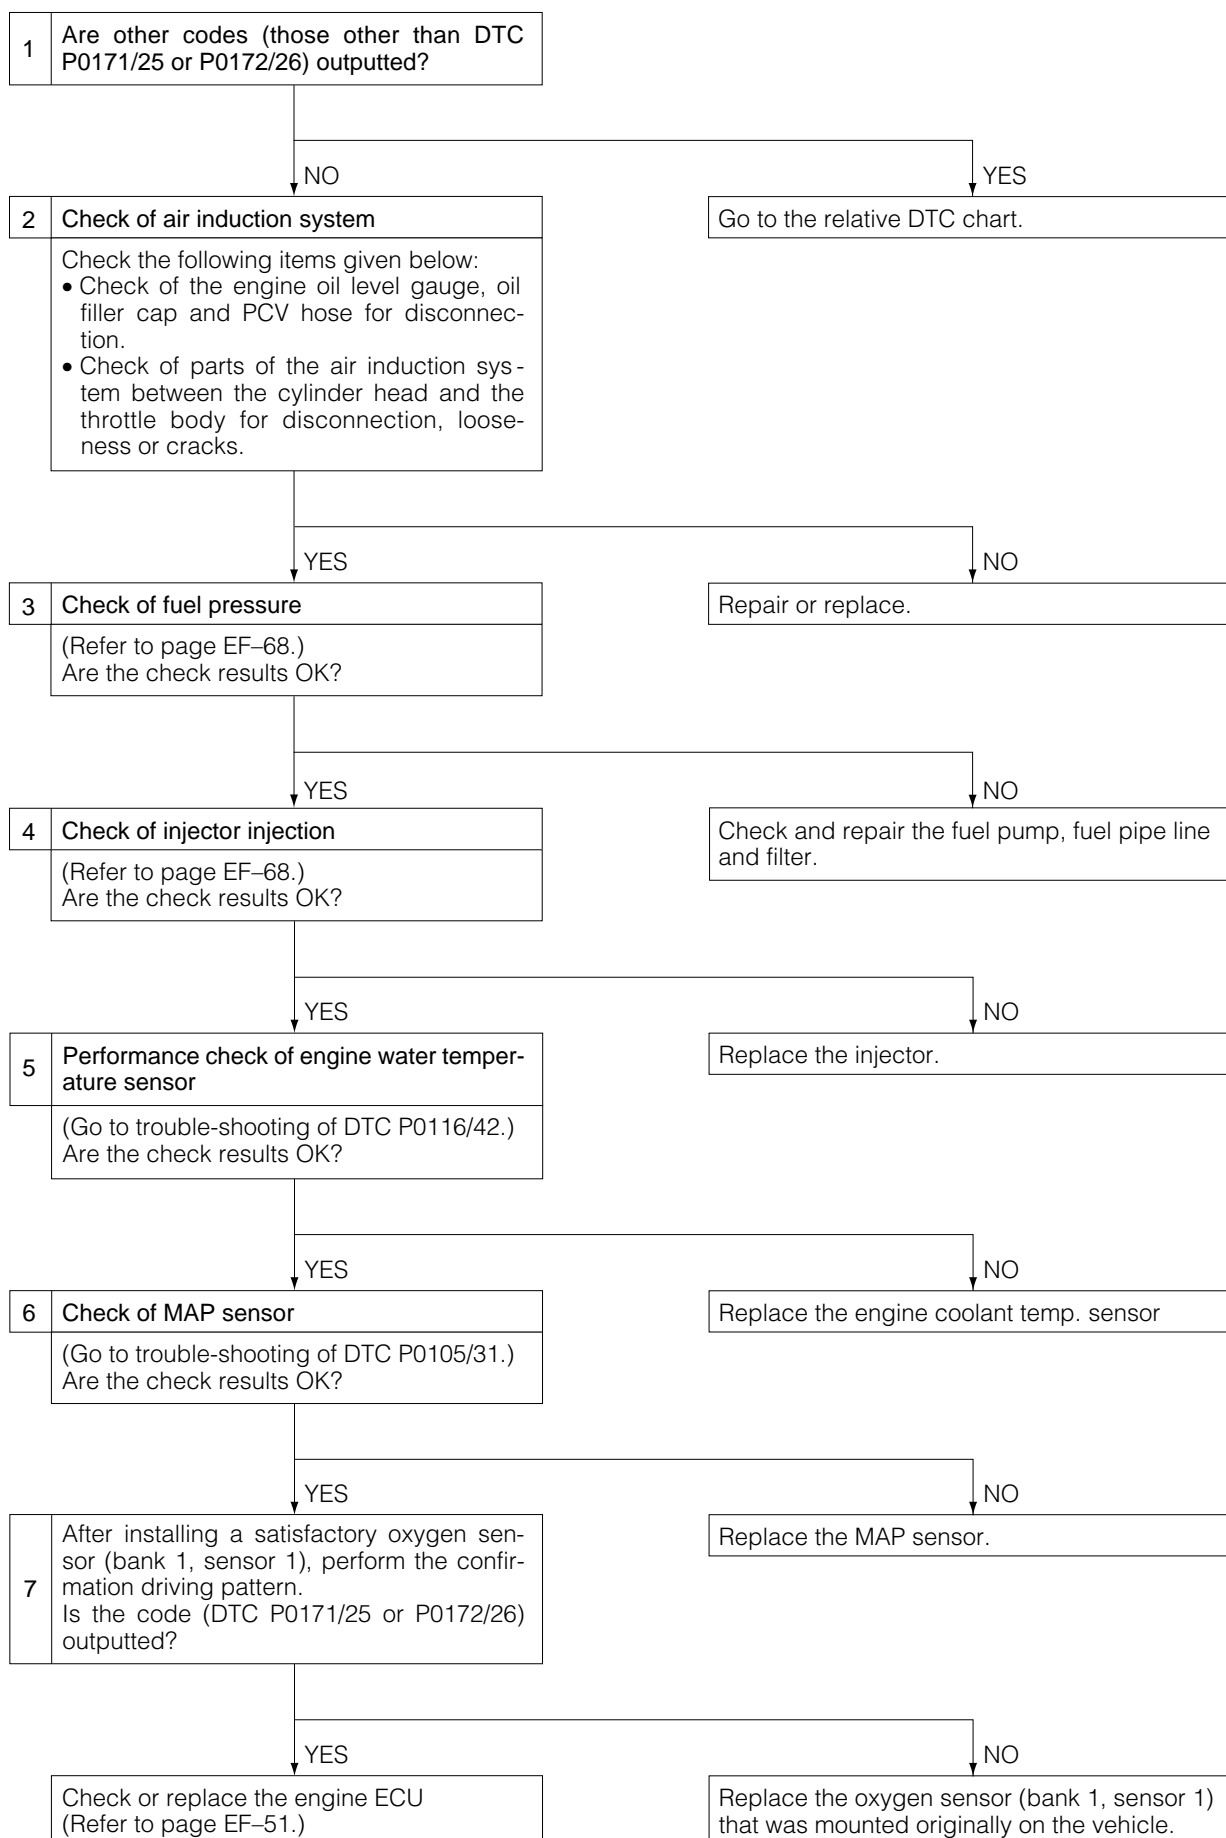 1
Are other codes (those other than DTC
P0171/25 or P0172/26) outputted?
NO
YES
2
Check of air induction system
Go to the relative DTC chart.
Check the following items given below:
• Check of the engine oil level gauge, oil
filler cap and PCV hose for disconnec-
tion.
• Check of parts of the air induction sys-
tem between the cylinder head and the
throttle body for disconnection, loose-
ness or cracks.
YES
NO
3
Check of fuel pressure
Repair or replace.
(Refer to page EF–68.)
Are the check results OK?
YES
NO
4
Check of injector injection
Check and repair the fuel pump, fuel pipe line
and filter.
(Refer to page EF–68.)
Are the check results OK?
YES
NO
5
Performance check of engine water temper-
ature sensor
Replace the injector.
(Go to trouble-shooting of DTC P0116/42.)
Are the check results OK?
YES
NO
6
Check of MAP sensor
Replace the engine coolant temp. sensor
(Go to trouble-shooting of DTC P0105/31.)
Are the check results OK?
YES
NO
7
After installing a satisfactory oxygen sen-
sor (bank 1, sensor 1), perform the confir-
mation driving pattern.
Is the code (DTC P0171/25 or P0172/26)
outputted?
Replace the MAP sensor.
YES
NO
Check or replace the engine ECU
(Refer to page EF–51.)
Replace the oxygen sensor (bank 1, sensor 1)
that was mounted originally on the vehicle.